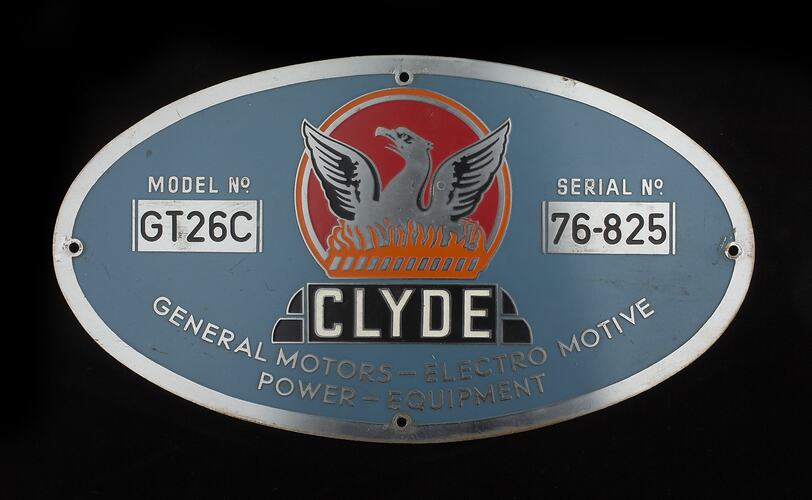 MODEL Nº
GT26C
SERIAL Nº
76-825
CLYDE
GENERAL MOTORS - ELECTRO MOTIVE
POWER - EQUIPMENT